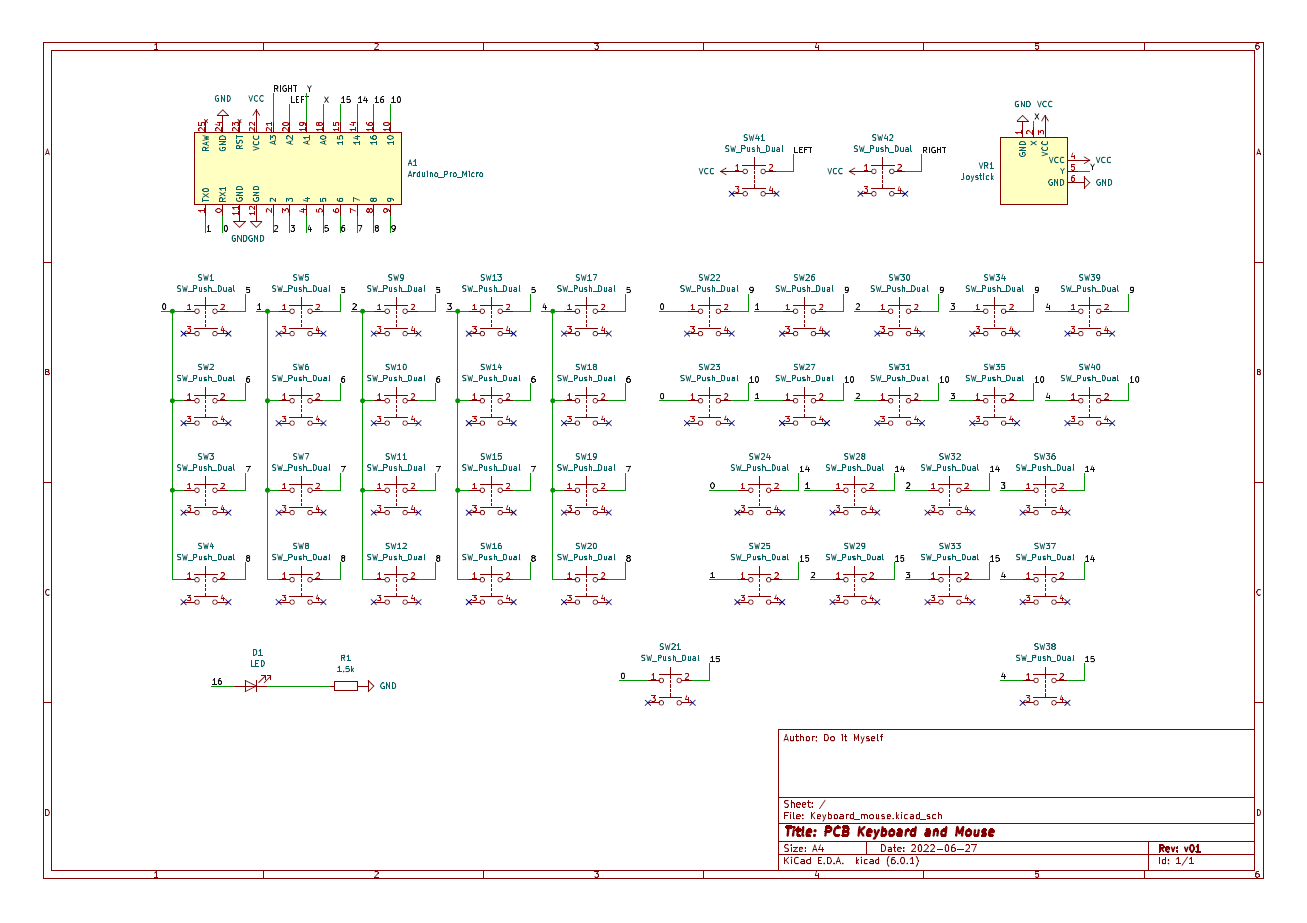 1 2 3 4 5 6
RIGHT Y
GND VCC LEFT X 15 14 16 10
25 24 23 22 21 20 19 18 15 14 16 10
RAW GND RST VCC A3 A2 A1 A0 15 14 16 10
A1
Arduino_Pro_Micro
TX0 RX1 GND GND 2 3 4 5 6 7 8 9
1 0 11 12 2 3 4 5 6 7 8 9
1 0 2 3 4 5 6 7 8 9
GND GND
SW41
SW_Push_Dual
LEFT
VCC 1 2
3 4
SW42
SW_Push_Dual
RIGHT
VCC 1 2
3 4
GND VCC
X
1 2 3
GND X VCC
VR1
Joystick
VCC 4 VCC
Y 5 Y
GND 6 GND
A A
SW1 SW5 SW9 SW13 SW17 SW22 SW26 SW30 SW34 SW39
SW_Push_Dual SW_Push_Dual SW_Push_Dual SW_Push_Dual SW_Push_Dual SW_Push_Dual SW_Push_Dual SW_Push_Dual SW_Push_Dual SW_Push_Dual
5 5 5 5 5 9 9 9 9 9
0 1 2 1 1 2 2 1 2 3 1 2 4 1 2 0 1 2 1 1 2 2 1 2 3 1 2 4 1 2
3 4 3 4 3 4 3 4 3 4 3 4 3 4 3 4 3 4 3 4
B B
SW2 SW6 SW10 SW14 SW18 SW23 SW27 SW31 SW35 SW40
SW_Push_Dual SW_Push_Dual SW_Push_Dual SW_Push_Dual SW_Push_Dual SW_Push_Dual SW_Push_Dual SW_Push_Dual SW_Push_Dual SW_Push_Dual
6 6 6 6 6 10 10 10 10 10
1 2 1 2 1 2 1 2 1 2 0 1 2 1 1 2 2 1 2 3 1 2 4 1 2
3 4 3 4 3 4 3 4 3 4 3 4 3 4 3 4 3 4 3 4
SW3 SW7 SW11 SW15 SW19 SW24 SW28 SW32 SW36
SW_Push_Dual SW_Push_Dual SW_Push_Dual SW_Push_Dual SW_Push_Dual SW_Push_Dual SW_Push_Dual SW_Push_Dual SW_Push_Dual
7 7 7 7 7 14 14 14 14
1 2 1 2 1 2 1 2 1 2 0 1 2 1 1 2 2 1 2 3 1 2
3 4 3 4 3 4 3 4 3 4 3 4 3 4 3 4 3 4
SW4 SW8 SW12 SW16 SW20 SW25 SW29 SW33 SW37
SW_Push_Dual SW_Push_Dual SW_Push_Dual SW_Push_Dual SW_Push_Dual SW_Push_Dual SW_Push_Dual SW_Push_Dual SW_Push_Dual
8 8 8 8 8 15 15 15 14
1 2 1 2 1 2 1 2 1 2 1 1 2 2 1 2 3 1 2 4 1 2
3 4 3 4 3 4 3 4 3 4 3 4 3 4 3 4 3 4
C C
D1
LED
16
R1
1.5k
GND
SW21
SW_Push_Dual
15
0 1 2
3 4
SW38
SW_Push_Dual
15
4 1 2
3 4
Author: Do It Myself
D D
Sheet: /
File: Keyboard_mouse.kicad_sch
Title: PCB Keyboard and Mouse
Size: A4 Date: 2022-06-27 Rev: v01
KiCad E.D.A. kicad (6.0.1) Id: 1/1
1 2 3 4 5 6